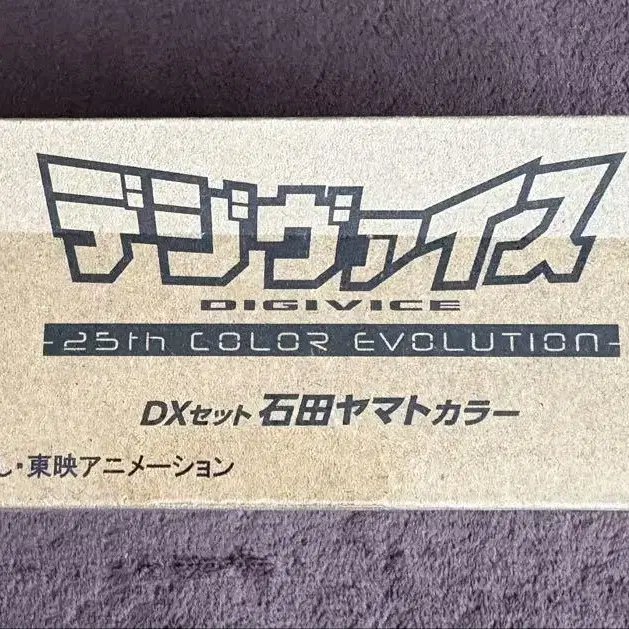 デジヴァイス
DIGIVICE
-25th COLOR EVOLUTION-
DXセット 石田ヤマトカラー
し・東映アニメーション